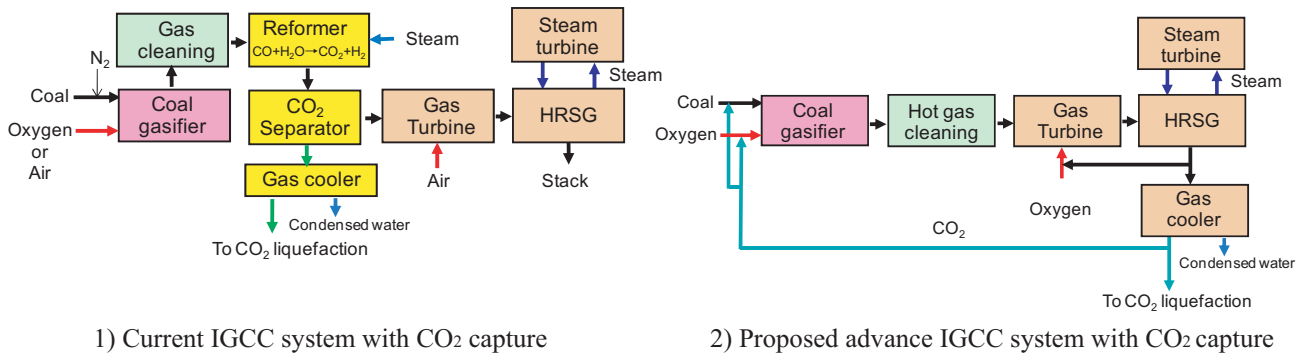 Gas
cleaning
Reformer
CO+H₂O→CO₂+H₂
Steam
Steam
turbine
Steam
N₂
Coal
Oxygen
or
Air
Coal
gasifier
CO₂
Separator
Gas
Turbine
HRSG
Air
Stack
Gas cooler
Condensed water
To CO₂ liquefaction
1) Current IGCC system with CO₂ capture
Steam
turbine
Steam
Coal
Oxygen
Coal
gasifier
Hot gas
cleaning
Gas
Turbine
HRSG
Oxygen
Gas
cooler
CO₂
Condensed water
To CO₂ liquefaction
2) Proposed advance IGCC system with CO₂ capture